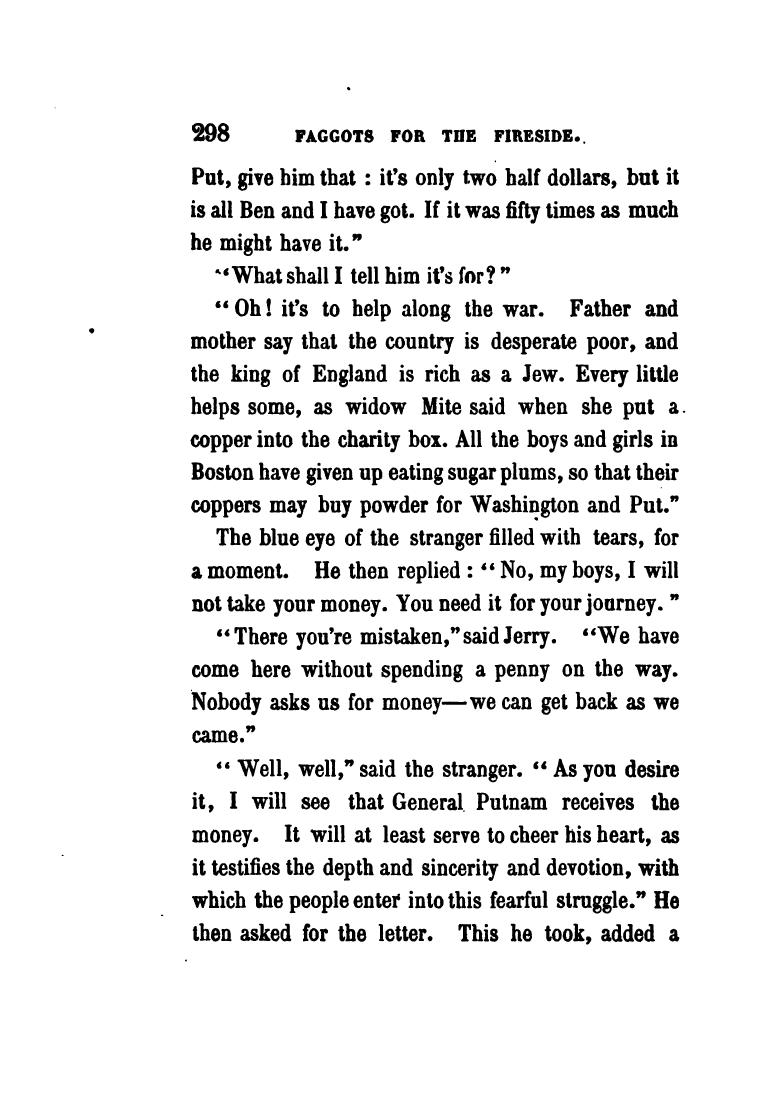 298 FAGGOTS FOR THE FIRESIDE.
Put, give him that : it's only two half dollars, but it
is all Ben and I have got. If it was fifty times as much
he might have it."
"What shall I tell him it's for?"
"Oh! it's to help along the war. Father and
mother say that the country is desperate poor, and
the king of England is rich as a Jew. Every little
helps some, as widow Mite said when she put a
copper into the charity box. All the boys and girls in
Boston have given up eating sugar plums, so that their
coppers may buy powder for Washington and Put."
The blue eye of the stranger filled with tears, for
a moment. He then replied : "No, my boys, I will
not take your money. You need it for your journey."
"There you're mistaken," said Jerry. "We have
come here without spending a penny on the way.
Nobody asks us for money—we can get back as we
came."
"Well, well," said the stranger. "As you desire
it, I will see that General Putnam receives the
money. It will at least serve to cheer his heart, as
it testifies the depth and sincerity and devotion, with
which the people enter into this fearful struggle." He
then asked for the letter. This he took, added a